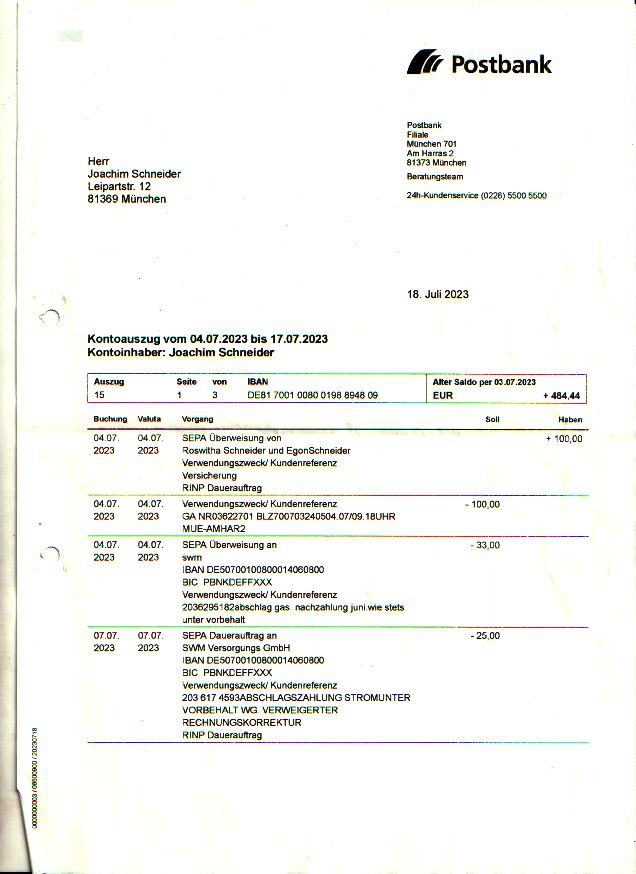 Postbank
Postbank
Filiale
München 701
Am Harras 2
81373 München
Beratungsteam
24h-Kundenservice (0228) 5500 5500
Herr
Joachim Schneider
Leipartstr. 12
81369 München
18. Juli 2023
Kontoauszug vom 04.07.2023 bis 17.07.2023
Kontoinhaber: Joachim Schneider
Auszug Seite von IBAN Alter Saldo per 03.07.2023
15 1 3 DE81 7001 0080 0198 8948 09 EUR + 484,44
Buchung Valuta Vorgang Soll Haben
04.07. 04.07. SEPA Überweisung von + 100,00
2023 2023 Roswitha Schneider und EgonSchneider
Verwendungszweck/ Kundenreferenz
Versicherung
RINP Dauerauftrag
04.07. 04.07. Verwendungszweck/ Kundenreferenz - 100,00
2023 2023 GA NR03622701 BLZ700703240504.07/09.18UHR
MUE-AMHAR2
04.07. 04.07. SEPA Überweisung an - 33,00
2023 2023 swm
IBAN DE50700100800014060800
BIC PBNKDEFFXXX
Verwendungszweck/ Kundenreferenz
2036295182abschlag gas. nachzahlung juni.wie stets
unter vorbehalt
07.07. 07.07. SEPA Dauerauftrag an - 25,00
2023 2023 SWM Versorgungs GmbH
IBAN DE50700100800014060800
BIC PBNKDEFFXXX
Verwendungszweck/ Kundenreferenz
203 617 4593ABSCHLAGSZAHLUNG STROMUNTER
VORBEHALT WG. VERWEIGERTER
RECHNUNGSKORREKTUR
RINP Dauerauftrag